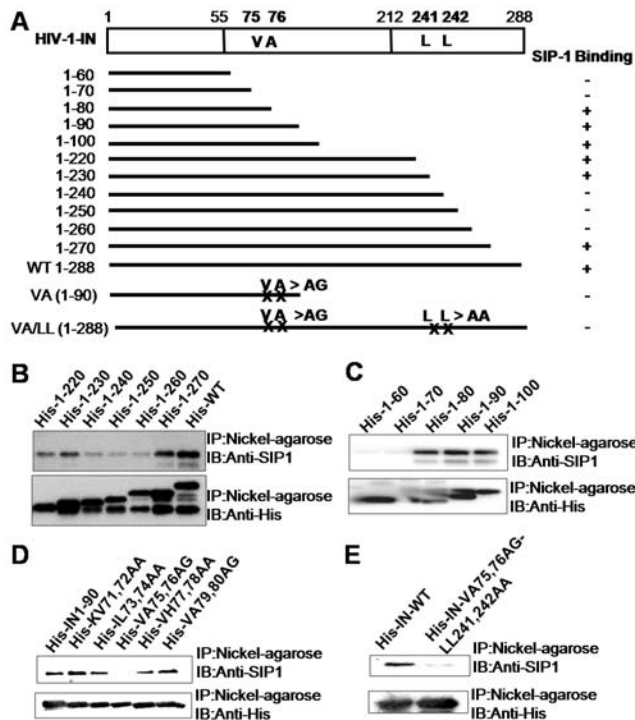 A
1 55 75 76 212 241 242 288
HIV-1-IN V A L L
SIP-1 Binding
1-60 -
1-70 -
1-80 +
1-90 +
1-100 +
1-220 +
1-230 +
1-240 -
1-250 -
1-260 -
1-270 +
WT 1-288 +
V A > AG
VA (1-90) X X -
V A >AG L L > AA
VA/LL (1-288) X X X X -
B
His-1-220
His-1-230
His-1-240
His-1-250
His-1-260
His-1-270
His-WT
IP:Nickel-agarose
IB:Anti-SIP1
IP:Nickel-agarose
IB:Anti-His
C
His-1-60
His-1-70
His-1-80
His-1-90
His-1-100
IP:Nickel-agarose
IB:Anti-SIP1
IP:Nickel-agarose
IB:Anti-His
D
His-IN1-90
His-KV71,72AA
His-IL73,74AA
His-VA75,76AG
His-VH77,78AA
His-VA79,80AG
IP:Nickel-agarose
IB:Anti-SIP1
IP:Nickel-agarose
IB:Anti-His
E
His-IN-WT
His-IN-VA75,76AG-
LL241,242AA
IP:Nickel-agarose
IB:Anti-SIP1
IP:Nickel-agarose
IB:Anti-His